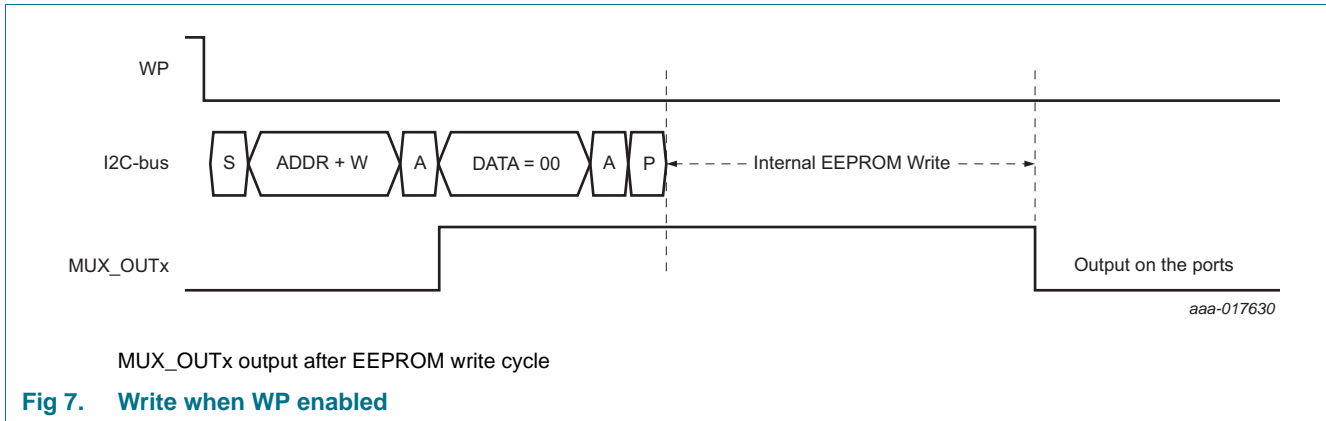 WP
I2C-bus
S
ADDR + W
A
DATA = 00
A
P
Internal EEPROM Write
MUX_OUTx
Output on the ports
aaa-017630
MUX_OUTx output after EEPROM write cycle
Fig 7. Write when WP enabled